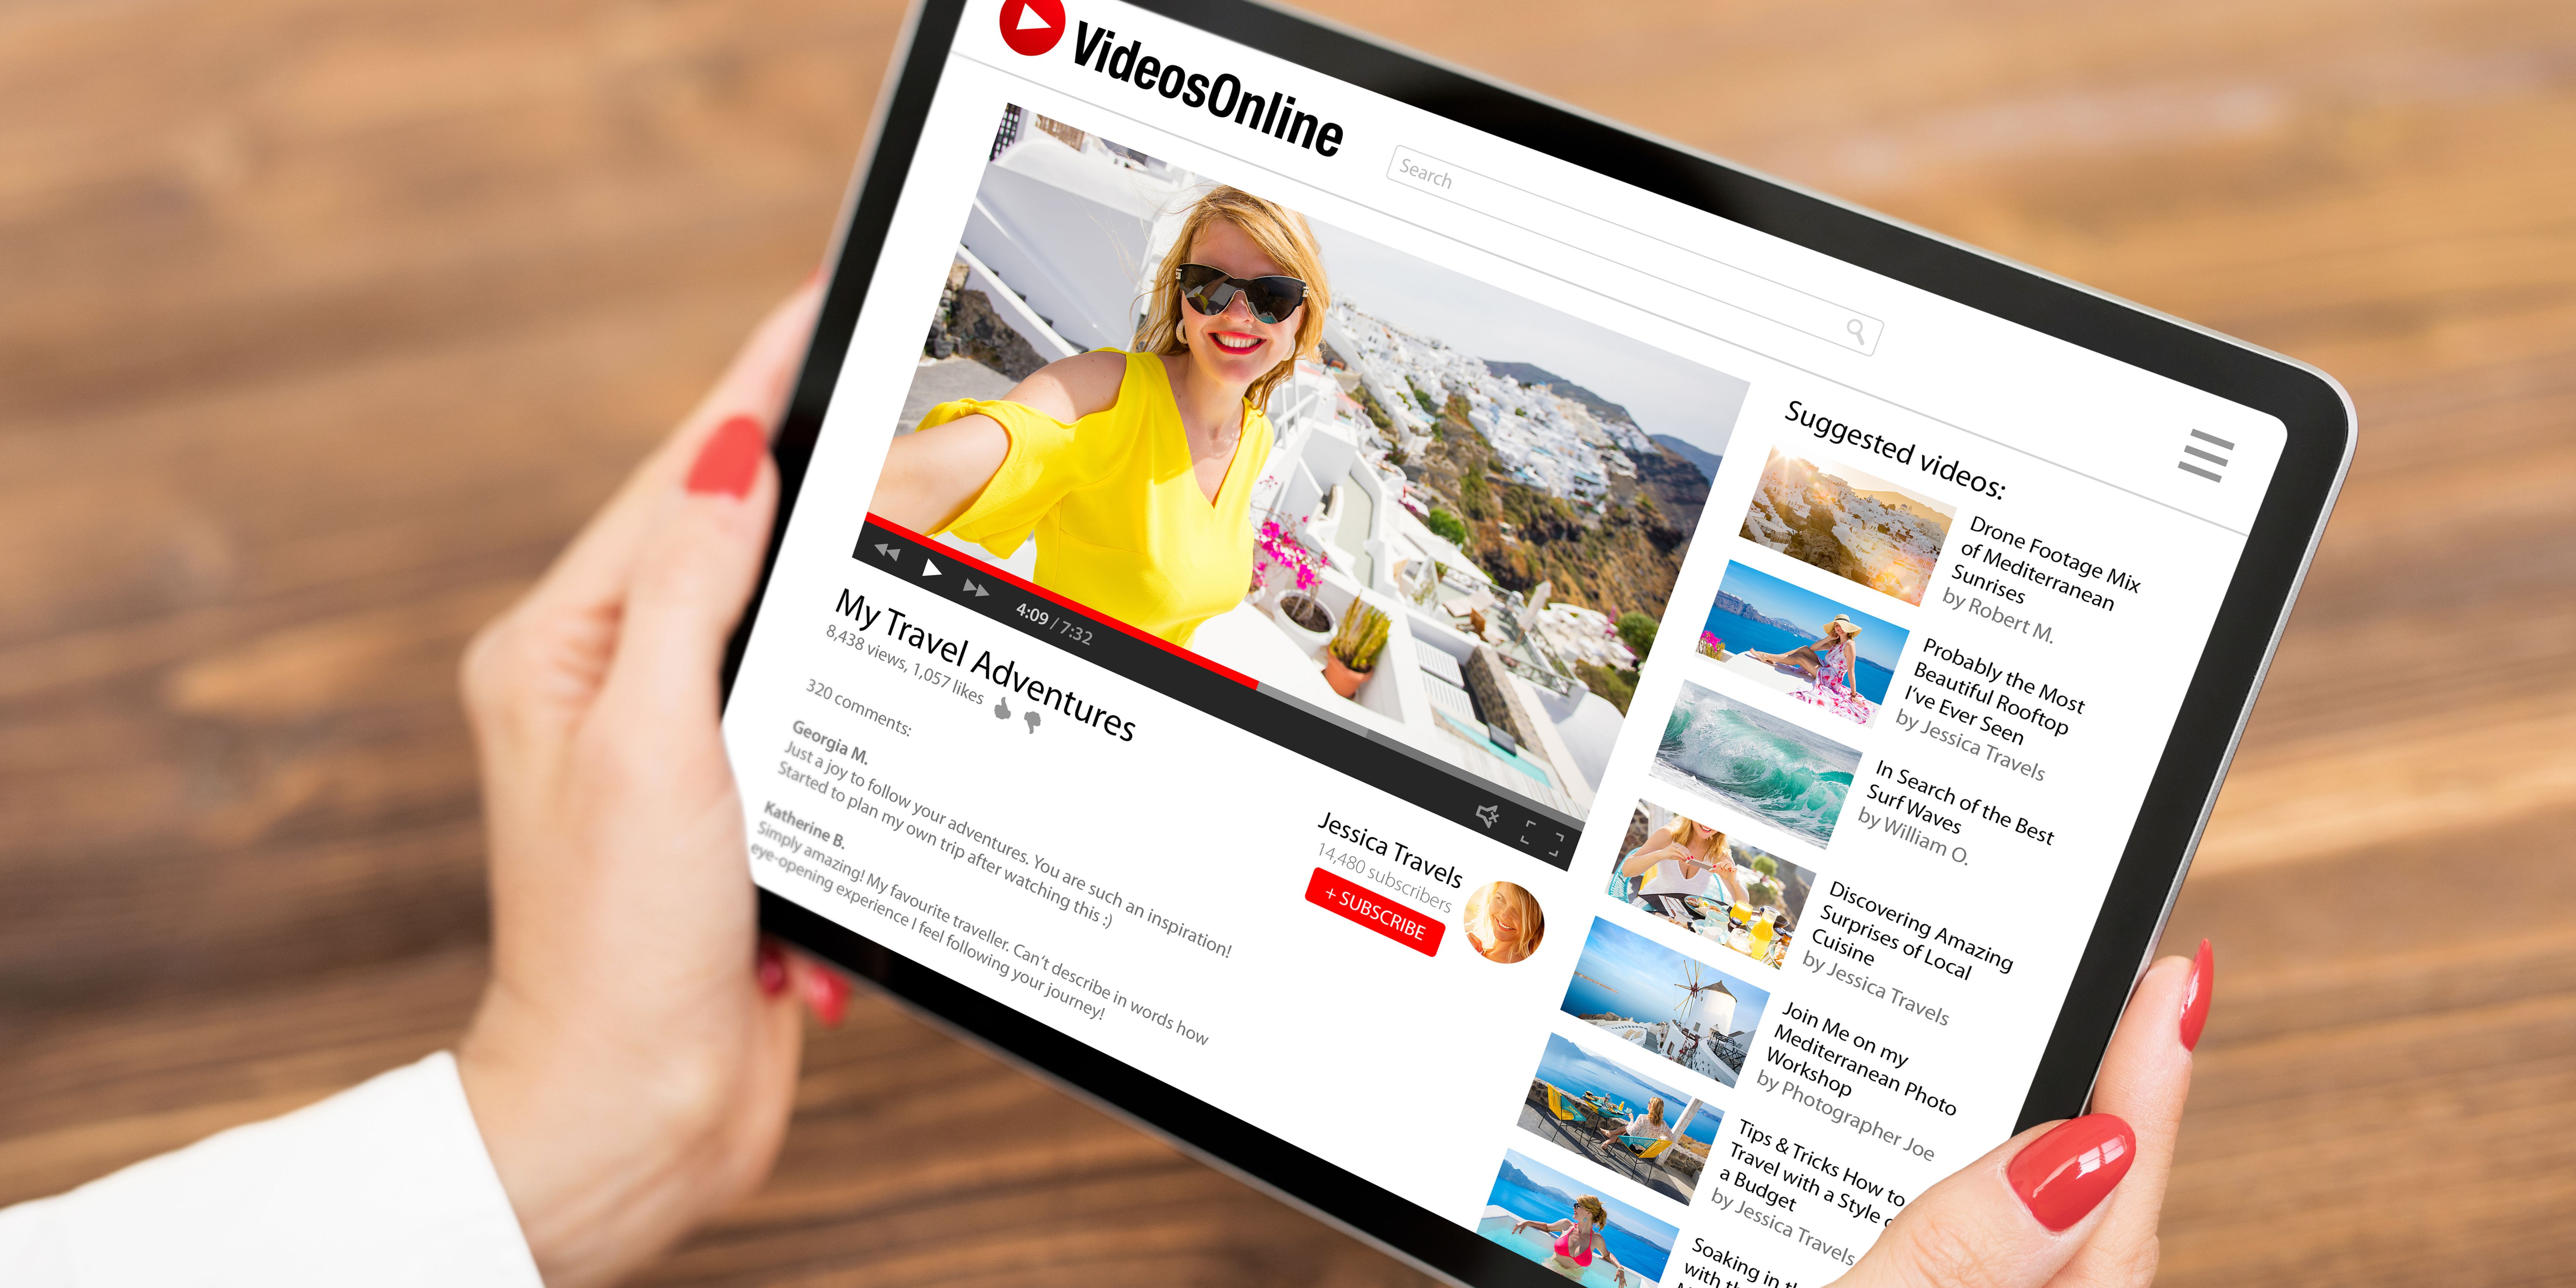 VideosOnline
Search
4:09 / 7:32
My Travel Adventures
8,438 views, 1,057 likes
320 comments:
Georgia M.
Just a joy to follow your adventures. You are such an inspiration!
Started to plan my own trip after watching this :)
Katherine B.
Simply amazing! My favourite traveller. Can't describe in words how
eye-opening experience I feel following your journey!
Jessica Travels
14,480 subscribers
+ SUBSCRIBE
Suggested videos:
Drone Footage Mix
of Mediterranean
Sunrises
by Robert M.
Probably the Most
Beautiful Rooftop
I've Ever Seen
by Jessica Travels
In Search of the Best
Surf Waves
by William O.
Discovering Amazing
Surprises of Local
Cuisine
by Jessica Travels
Join Me on my
Mediterranean Photo
Workshop
by Photographer Joe
Tips & Tricks How to
Travel with a Style
a Budget
by Jessica Travels
Soaking in
with